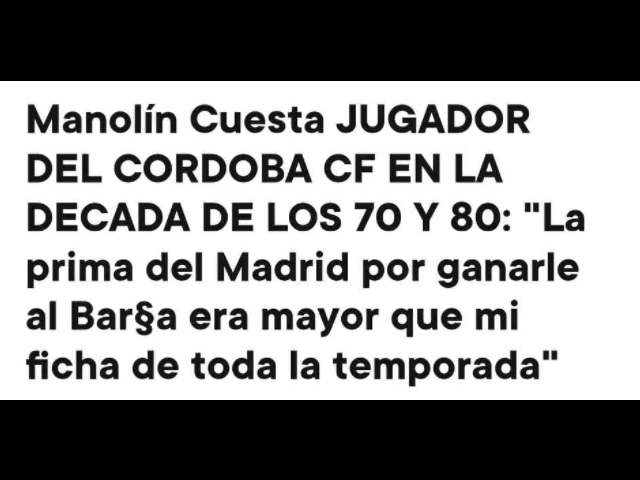 Manolín Cuesta JUGADOR
DEL CORDOBA CF EN LA
DECADA DE LOS 70 Y 80: "La
prima del Madrid por ganarle
al Bar§a era mayor que mi
ficha de toda la temporada"